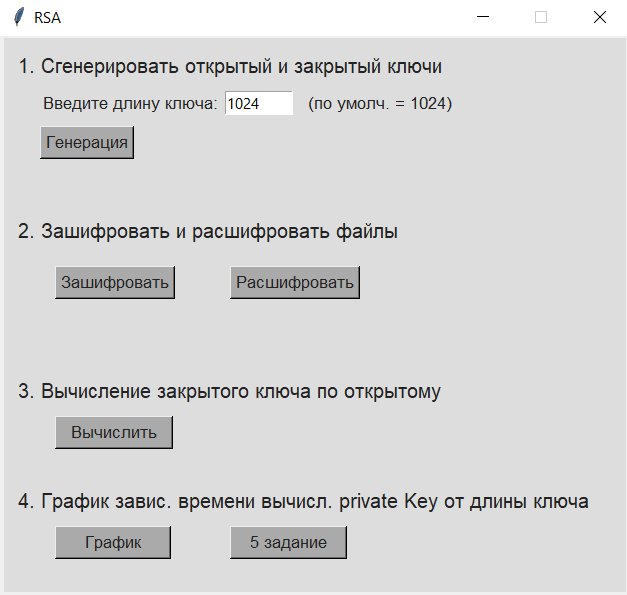 RSA
1. Сгенерировать открытый и закрытый ключи
Введите длину ключа: 1024 (по умолч. = 1024)
Генерация
2. Зашифровать и расшифровать файлы
Зашифровать Расшифровать
3. Вычисление закрытого ключа по открытому
Вычислить
4. График завис. времени вычисл. private Key от длины ключа
График 5 задание